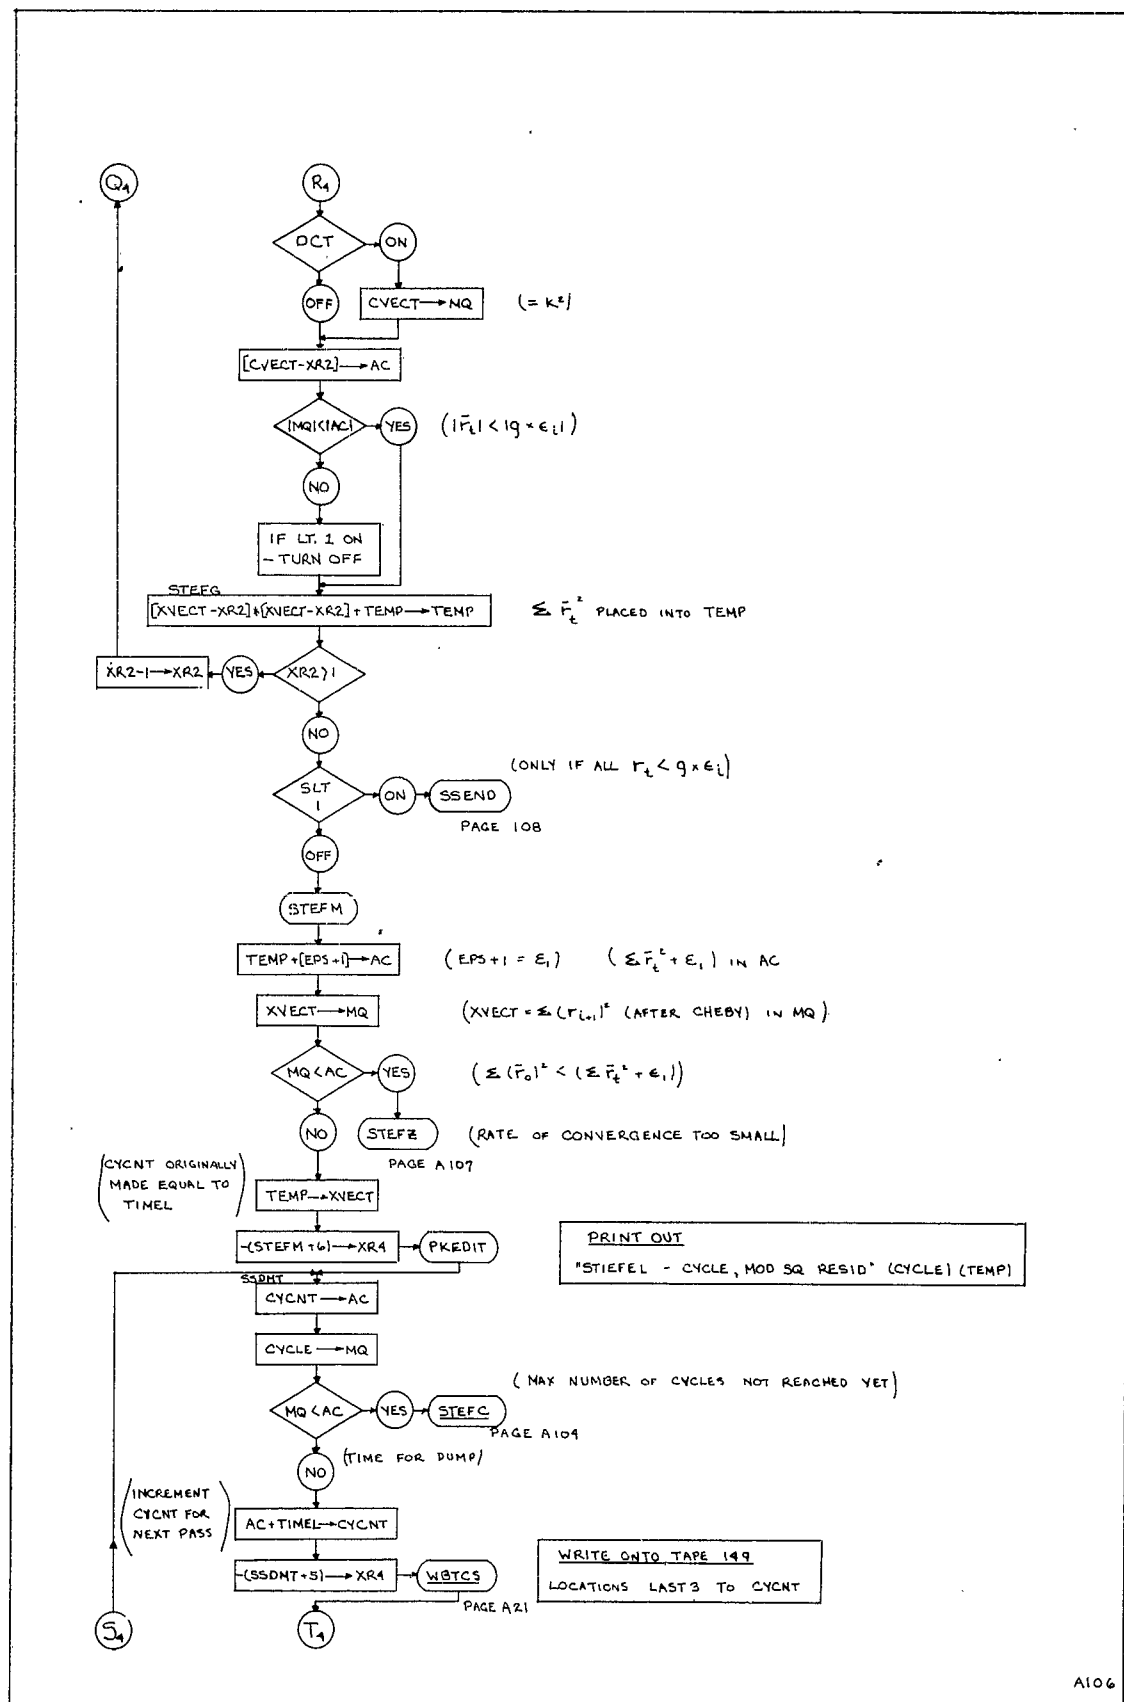 Q4
R4
DCT
ON
OFF
CVECT → MQ
(= K²)
[CVECT-XR2] → AC
|MQ|<|AC|
YES
(|r̄t| < |g × εi|)
NO
IF LT. 1 ON
- TURN OFF
STEFG
[XVECT-XR2]*[XVECT-XR2]+TEMP → TEMP
Σ r̄t² PLACED INTO TEMP
XR2-1 → XR2
YES
XR2>1
NO
(ONLY IF ALL rt < g × εi)
SLT
1
ON
SSEND
PAGE 108
OFF
STEFM
TEMP+[EPS+1] → AC
(EPS+1 = ε1)
(Σ r̄t² + ε1) IN AC
XVECT → MQ
(XVECT = Σ(ri+1)² (AFTER CHEBY) IN MQ)
MQ < AC
YES
(Σ(r̄0)² < (Σ r̄t² + ε1))
NO
STEFZ
(RATE OF CONVERGENCE TOO SMALL)
PAGE A107
(CYCNT ORIGINALLY
MADE EQUAL TO
TIMEL)
TEMP → XVECT
-(STEFM+6) → XR4
PKEDIT
PRINT OUT
"STIEFEL - CYCLE, MOD SQ RESID" (CYCLE) (TEMP)
SSDMT
CYCNT → AC
CYCLE → MQ
(MAX NUMBER OF CYCLES NOT REACHED YET)
MQ < AC
YES
STEFC
PAGE A104
(TIME FOR DUMP)
NO
(INCREMENT
CYCNT FOR
NEXT PASS)
AC+TIMEL → CYCNT
-(SSDMT+5) → XR4
WBTCS
PAGE A21
WRITE ONTO TAPE 149
LOCATIONS LAST3 TO CYCNT
S4
T4
A106